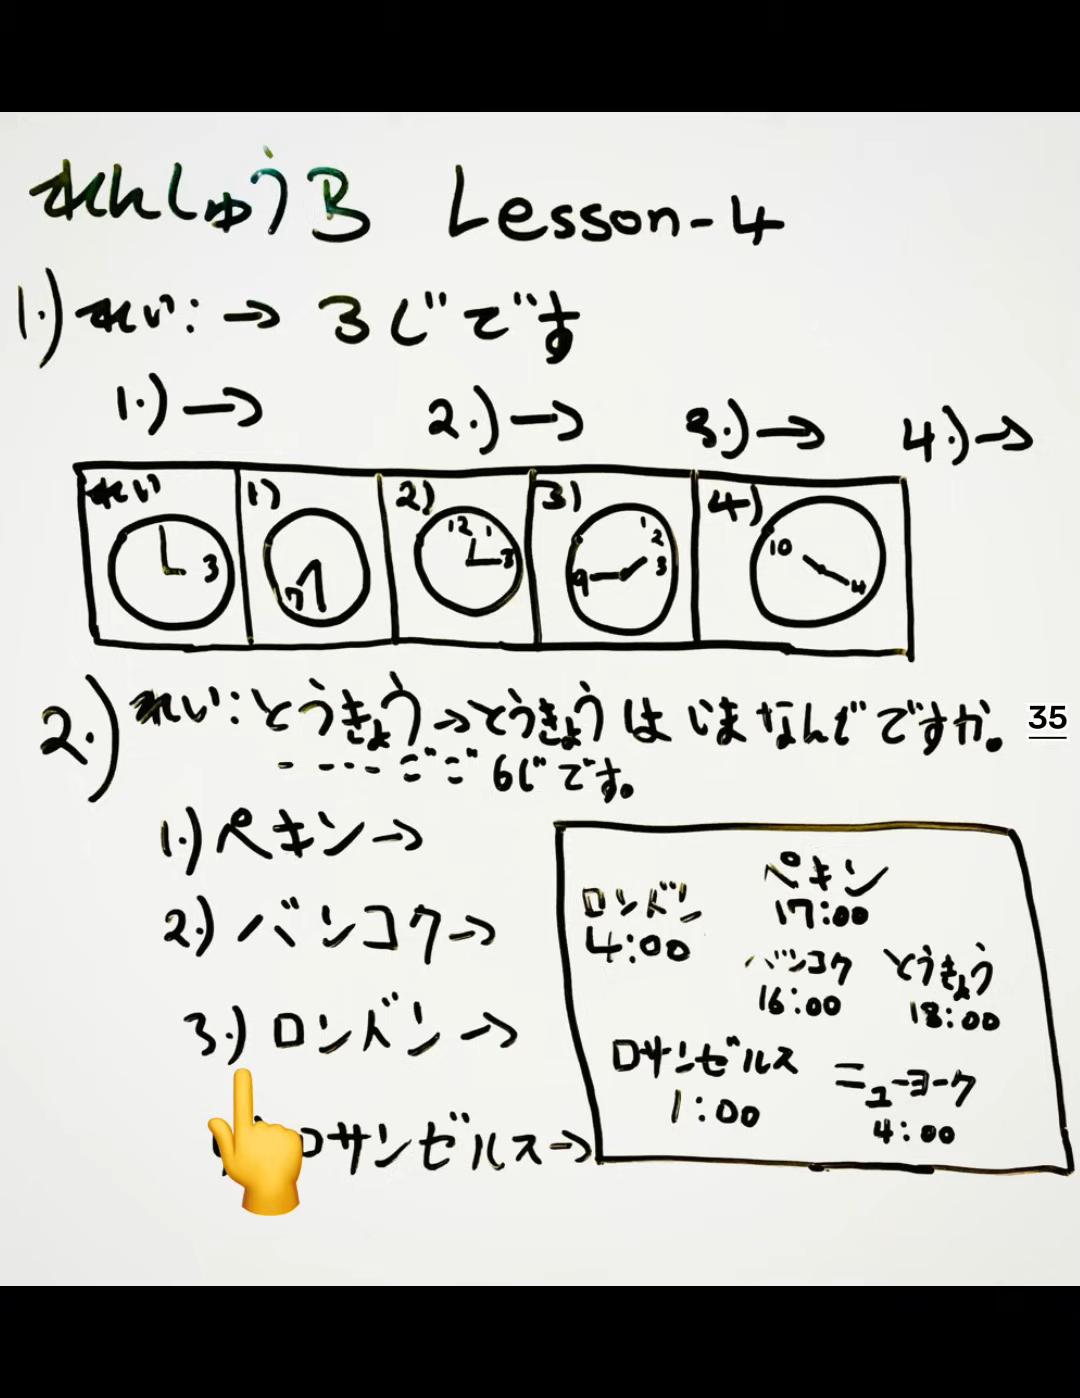 れんしゅうB Lesson-4
1.) れい: → 3じです
1.) → 2.) → 3.) → 4.) →
れい 1) 2) 3) 4)
3 7 12 1 3 9 1 2 3 10 4
2.) れい: とうきょう → とうきょうは いま なんじですか。
- - - - - ごご 6じです。
35
1.) ペキン →
2.) バンコク →
3.) ロンドン →
ロサンゼルス →
ペキン
17:00
ロンドン
4:00
バンコク
16:00
とうきょう
18:00
ロサンゼルス
1:00
ニューヨーク
4:00